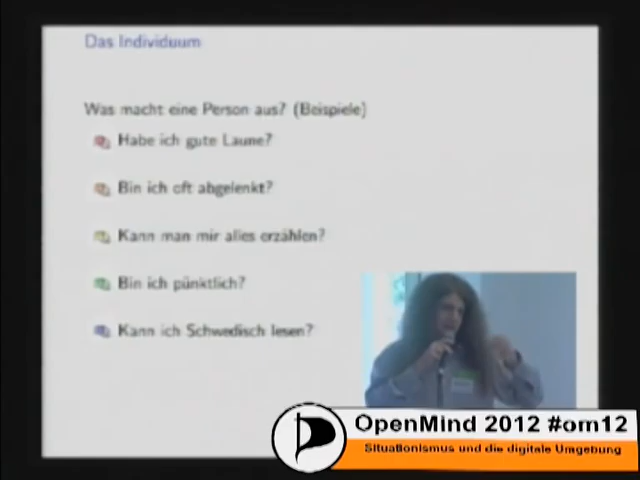 Das Individuum
Was macht eine Person aus? (Beispiele)
Habe ich gute Laune?
Bin ich oft abgelenkt?
Kann man mir alles erzählen?
Bin ich pünktlich?
Kann ich Schwedisch lesen?
OpenMind 2012 #om12
Situationismus und die digitale Umgebung